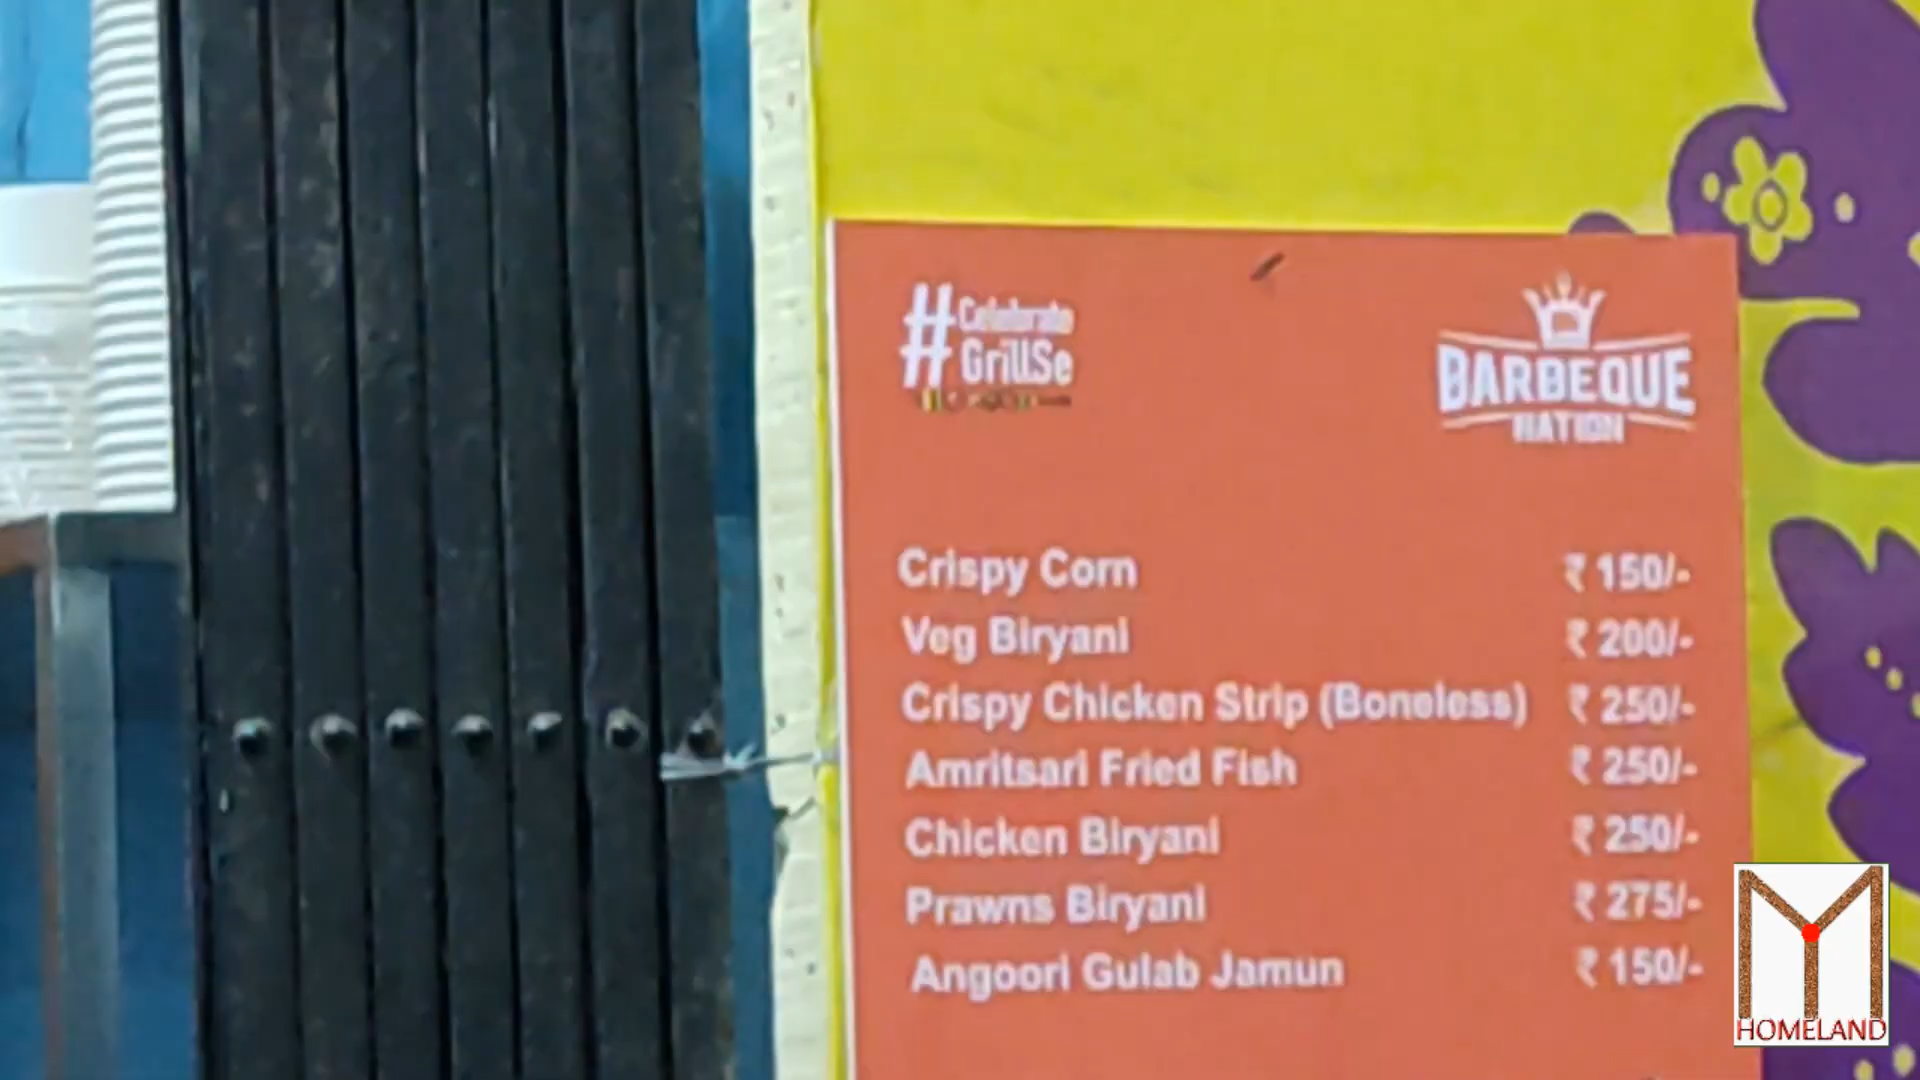 #Celebrate
GrillSe
BARBEQUE
NATION
Crispy Corn ₹ 150/-
Veg Biryani ₹ 200/-
Crispy Chicken Strip (Boneless) ₹ 250/-
Amritsari Fried Fish ₹ 250/-
Chicken Biryani ₹ 250/-
Prawns Biryani ₹ 275/-
Angoori Gulab Jamun ₹ 150/-
HOMELAND